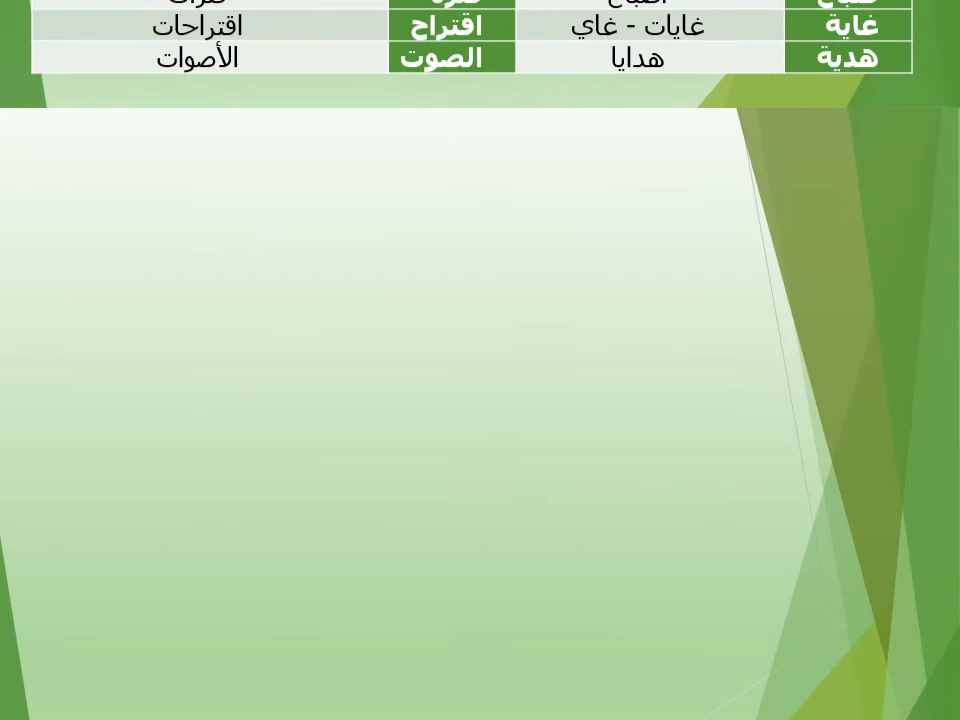 غاية غايات - غاي اقتراح اقتراحات
هدية هدايا الصوت الأصوات